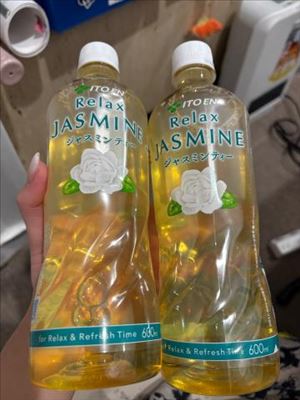 ITO EN
Relax
JASMINE
ジャスミンティー
for Relax & Refresh Time 600ml
ITO EN
Relax
JASMINE
ジャスミンティー
r Relax & Refresh Time 600ml